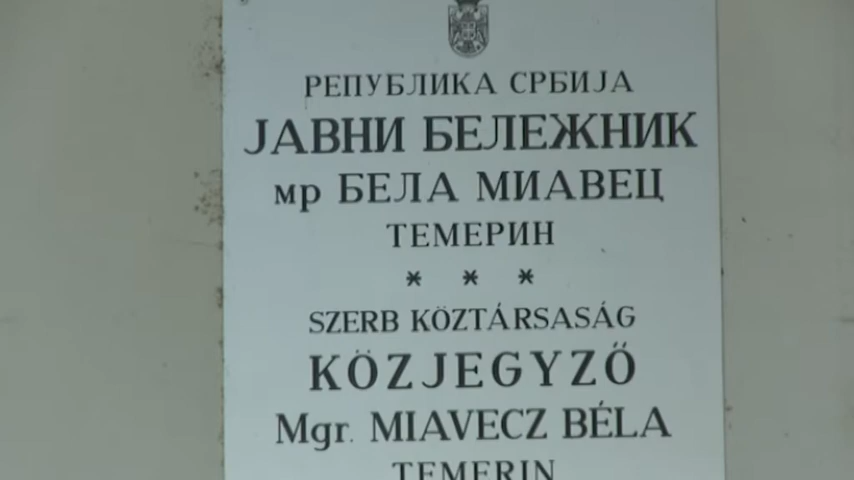 РЕПУБЛИКА СРБИЈА
ЈАВНИ БЕЛЕЖНИК
мр БЕЛА МИАВЕЦ
ТЕМЕРИН
* * *
SZERB KÖZTÁRSASÁG
KÖZJEGYZŐ
Mgr. MIAVECZ BÉLA
TEMERIN